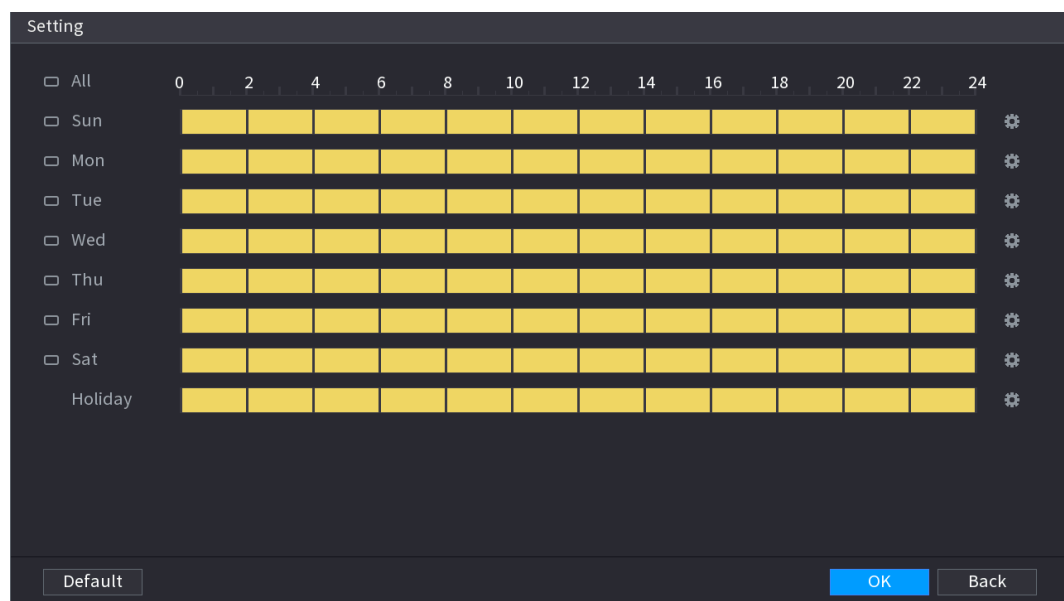 Setting
All 0 2 4 6 8 10 12 14 16 18 20 22 24
Sun
Mon
Tue
Wed
Thu
Fri
Sat
Holiday
Default OK Back